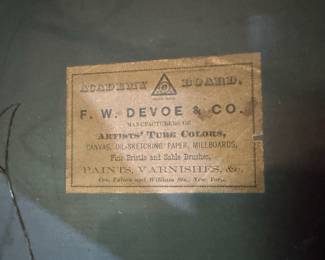 ACADEMY BOARD.
F. W. DEVOE & CO.
MANUFACTURERS OF
ARTISTS' TUBE COLORS,
CANVAS, OIL-SKETCHING PAPER, MILLBOARDS,
Fine Bristle and Sable Brushes,
PAINTS, VARNISHES, &c,
Cor. Fulton and William Sts., New York.